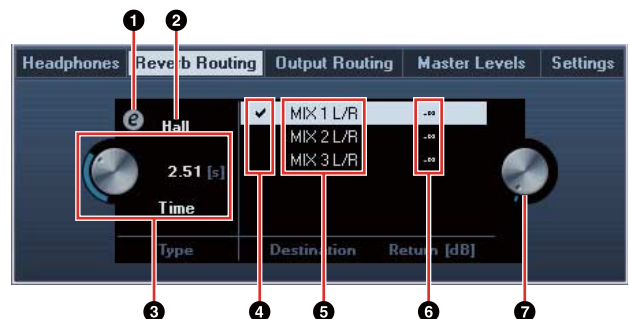 1 2
Headphones Reverb Routing Output Routing Master Levels Settings
e Hall ✓ MIX 1 L/R -∞
MIX 2 L/R -∞
2.51 [s] MIX 3 L/R -∞
Time
Type Destination Return [dB]
3 4 5 6 7